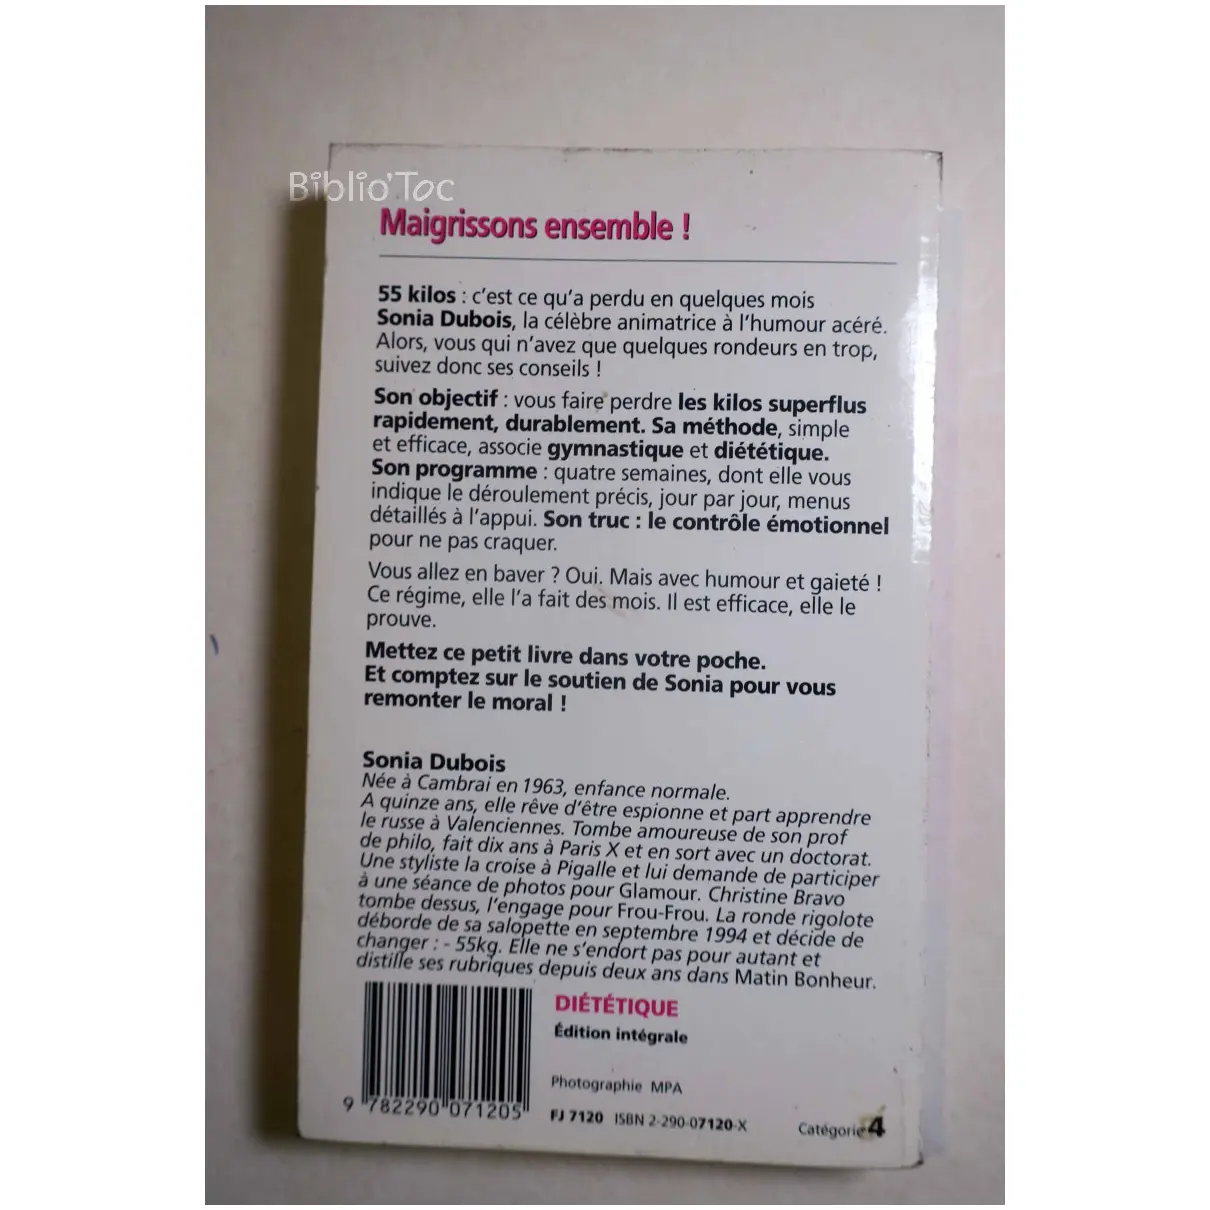 Biblio'Toc
Maigrissons ensemble !
55 kilos : c'est ce qu'a perdu en quelques mois
Sonia Dubois, la célèbre animatrice à l'humour acéré.
Alors, vous qui n'avez que quelques rondeurs en trop,
suivez donc ses conseils !
Son objectif : vous faire perdre les kilos superflus
rapidement, durablement. Sa méthode, simple
et efficace, associe gymnastique et diététique.
Son programme : quatre semaines, dont elle vous
indique le déroulement précis, jour par jour, menus
détaillés à l'appui. Son truc : le contrôle émotionnel
pour ne pas craquer.
Vous allez en baver ? Oui. Mais avec humour et gaieté !
Ce régime, elle l'a fait des mois. Il est efficace, elle le
prouve.
Mettez ce petit livre dans votre poche.
Et comptez sur le soutien de Sonia pour vous
remonter le moral !
Sonia Dubois
Née à Cambrai en 1963, enfance normale.
A quinze ans, elle rêve d'être espionne et part apprendre
le russe à Valenciennes. Tombe amoureuse de son prof
de philo, fait dix ans à Paris X et en sort avec un doctorat.
Une styliste la croise à Pigalle et lui demande de participer
à une séance de photos pour Glamour. Christine Bravo
tombe dessus, l'engage pour Frou-Frou. La ronde rigolote
déborde de sa salopette en septembre 1994 et décide de
changer : - 55kg. Elle ne s'endort pas pour autant et
distille ses rubriques depuis deux ans dans Matin Bonheur.
DIÉTÉTIQUE
Édition intégrale
Photographie MPA
9 782290 071205
FJ 7120 ISBN 2-290-07120-X
Catégorie 4